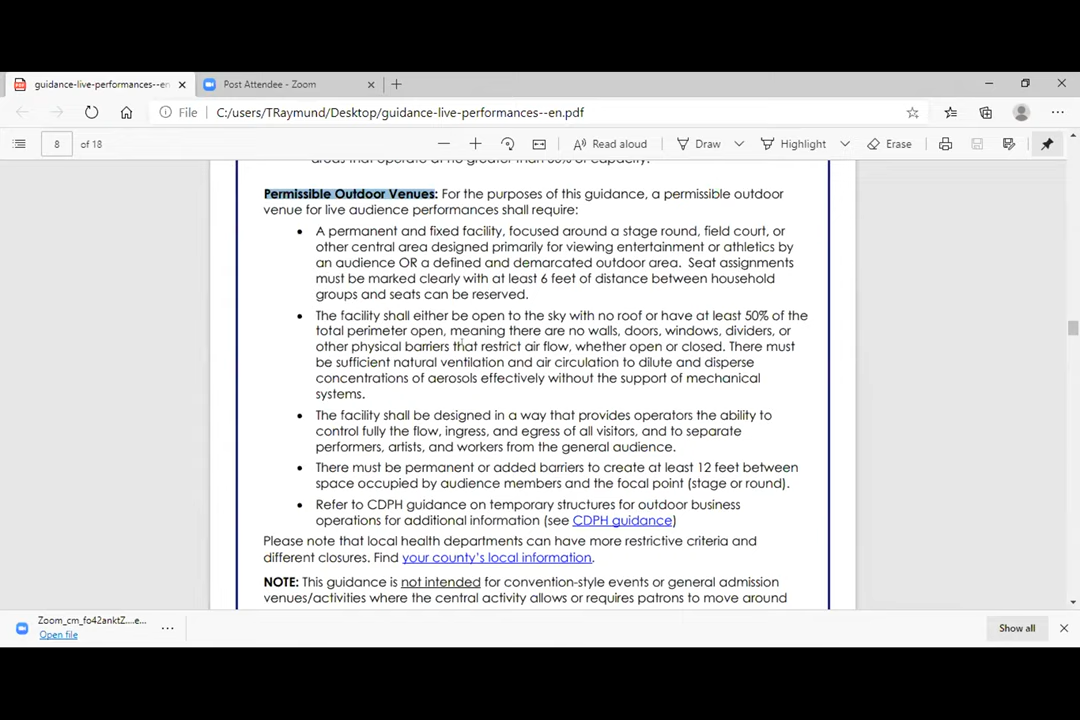 guidance-live-performances--en
Post Attendee - Zoom
File
C:/users/TRaymund/Desktop/guidance-live-performances--en.pdf
8
of 18
Read aloud
Draw
Highlight
Erase
areas that operate at no greater than 50% of capacity.
Permissible Outdoor Venues: For the purposes of this guidance, a permissible outdoor
venue for live audience performances shall require:
• A permanent and fixed facility, focused around a stage round, field court, or
other central area designed primarily for viewing entertainment or athletics by
an audience OR a defined and demarcated outdoor area. Seat assignments
must be marked clearly with at least 6 feet of distance between household
groups and seats can be reserved.
• The facility shall either be open to the sky with no roof or have at least 50% of the
total perimeter open, meaning there are no walls, doors, windows, dividers, or
other physical barriers that restrict air flow, whether open or closed. There must
be sufficient natural ventilation and air circulation to dilute and disperse
concentrations of aerosols effectively without the support of mechanical
systems.
• The facility shall be designed in a way that provides operators the ability to
control fully the flow, ingress, and egress of all visitors, and to separate
performers, artists, and workers from the general audience.
• There must be permanent or added barriers to create at least 12 feet between
space occupied by audience members and the focal point (stage or round).
• Refer to CDPH guidance on temporary structures for outdoor business
operations for additional information (see CDPH guidance)
Please note that local health departments can have more restrictive criteria and
different closures. Find your county's local information.
NOTE: This guidance is not intended for convention-style events or general admission
venues/activities where the central activity allows or requires patrons to move around
Zoom_cm_fo42anktZ....e...
Open file
Show all